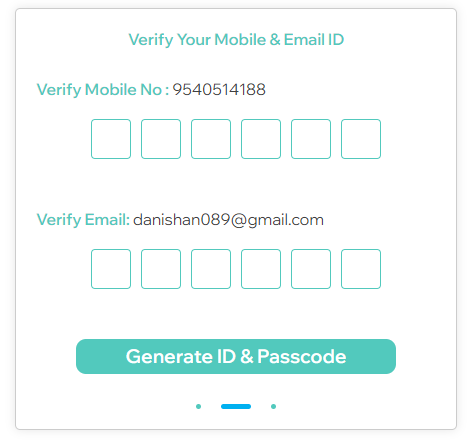 Verify Your Mobile & Email ID
Verify Mobile No : 9540514188
Verify Email: danishan089@gmail.com
Generate ID & Passcode